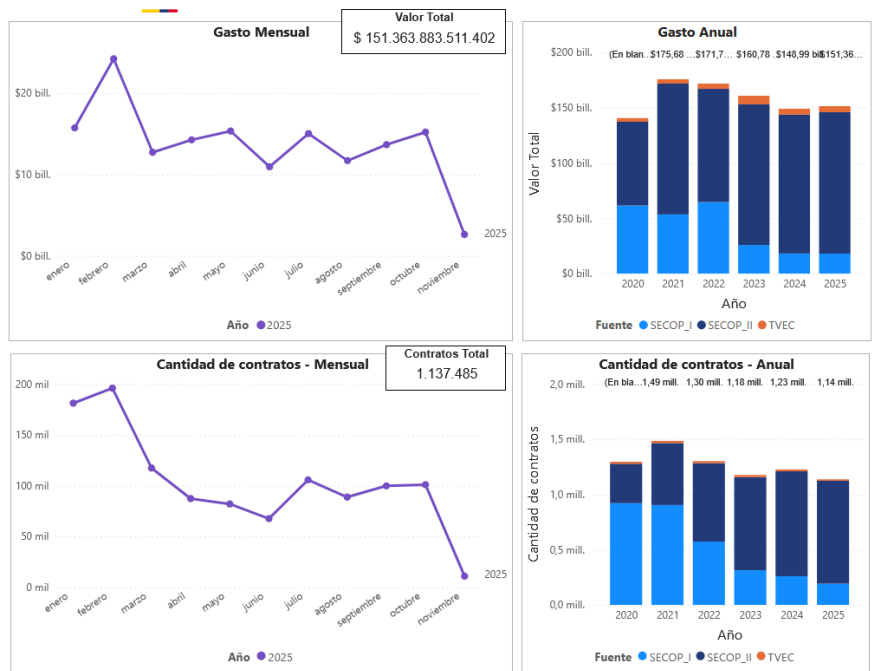 Gasto Mensual
Valor Total
$ 151.363.883.511.402
$20 bill.
$10 bill.
$0 bill.
2025
enero
febrero
marzo
abril
mayo
junio
julio
agosto
septiembre
octubre
noviembre
Año 2025
Gasto Anual
$200 bill.
(En blan... $175,68 ... $171,7... $160,78 ... $148,99 bill. $151,36...
$150 bill.
$100 bill.
$50 bill.
$0 bill.
Valor Total
2020 2021 2022 2023 2024 2025
Año
Fuente SECOP_I SECOP_II TVEC
Cantidad de contratos - Mensual
Contratos Total
1.137.485
200 mil
150 mil
100 mil
50 mil
0 mil
2025
enero
febrero
marzo
abril
mayo
junio
julio
agosto
septiembre
octubre
noviembre
Año 2025
Cantidad de contratos - Anual
2,0 mill.
(En bla... 1,49 mill. 1,30 mill. 1,18 mill. 1,23 mill. 1,14 mill.
1,5 mill.
1,0 mill.
0,5 mill.
0,0 mill.
Cantidad de contratos
2020 2021 2022 2023 2024 2025
Año
Fuente SECOP_I SECOP_II TVEC